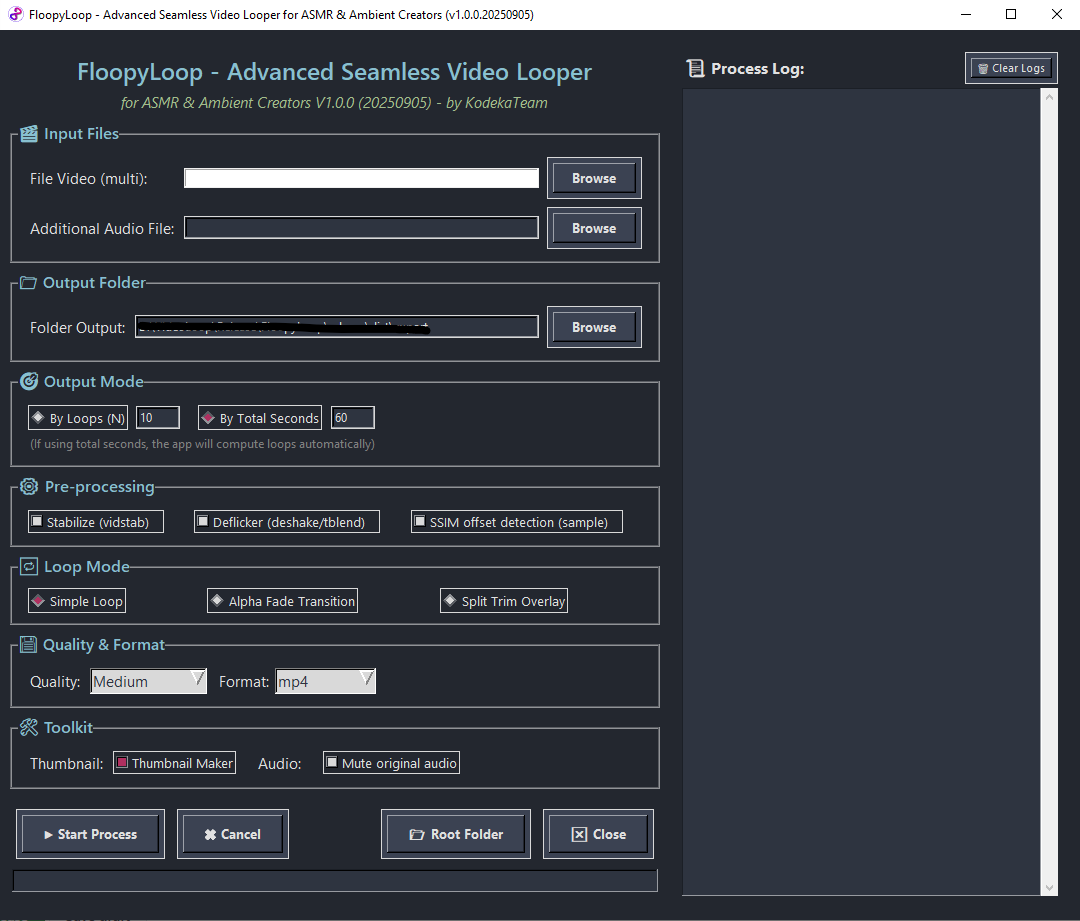 FloopyLoop - Advanced Seamless Video Looper for ASMR & Ambient Creators (v1.0.0.20250905)
FloopyLoop - Advanced Seamless Video Looper
for ASMR & Ambient Creators V1.0.0 (20250905) - by KodekaTeam
Input Files
File Video (multi): Browse
Additional Audio File: Browse
Output Folder
Folder Output: Browse
Output Mode
By Loops (N) 10 By Total Seconds 60
(If using total seconds, the app will compute loops automatically)
Pre-processing
Stabilize (vidstab) Deflicker (deshake/tblend) SSIM offset detection (sample)
Loop Mode
Simple Loop Alpha Fade Transition Split Trim Overlay
Quality & Format
Quality: Medium Format: mp4
Toolkit
Thumbnail: Thumbnail Maker Audio: Mute original audio
Start Process Cancel Root Folder Close
Process Log: Clear Logs